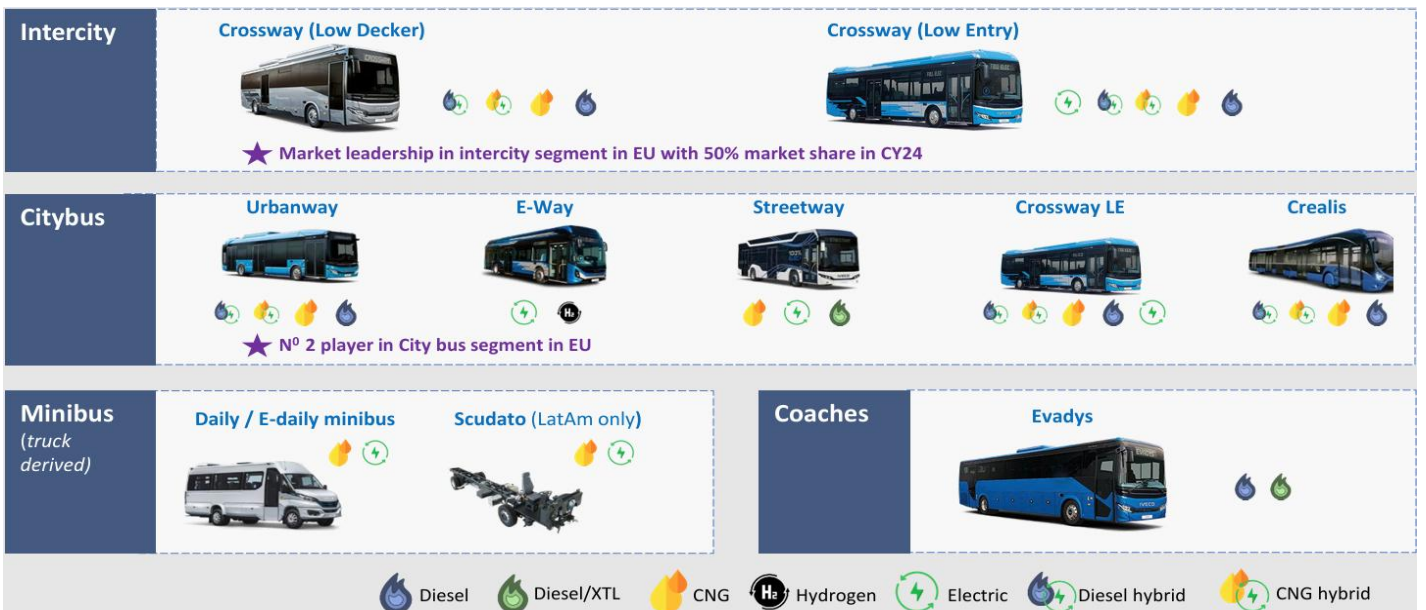 Intercity
Crossway (Low Decker)
Crossway (Low Entry)
Market leadership in intercity segment in EU with 50% market share in CY24
Citybus
Urbanway
E-Way
Streetway
Crossway LE
Crealis
H₂
N⁰ 2 player in City bus segment in EU
Minibus
(truck
derived)
Daily / E-daily minibus
Scudato (LatAm only)
Coaches
Evadys
Diesel
Diesel/XTL
CNG
H₂
Hydrogen
Electric
Diesel hybrid
CNG hybrid